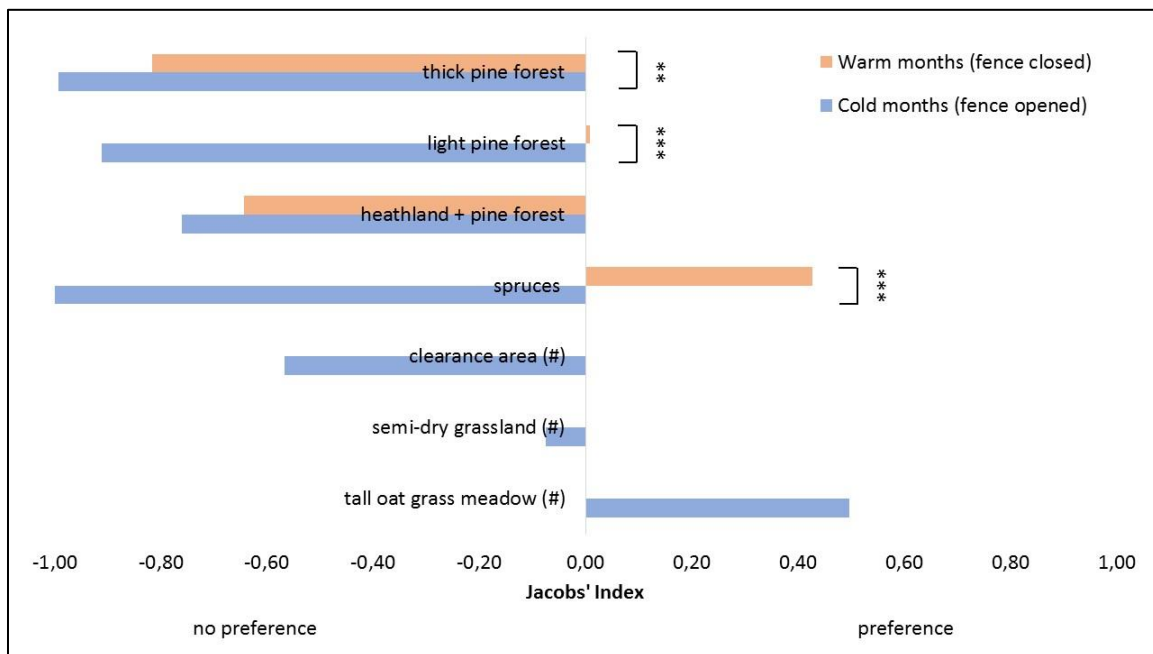 thick pine forest
**
Warm months (fence closed)
Cold months (fence opened)
light pine forest
***
heathland + pine forest
spruces
***
clearance area (#)
semi-dry grassland (#)
tall oat grass meadow (#)
-1,00 -0,80 -0,60 -0,40 -0,20 0,00 0,20 0,40 0,60 0,80 1,00
Jacobs' Index
no preference preference